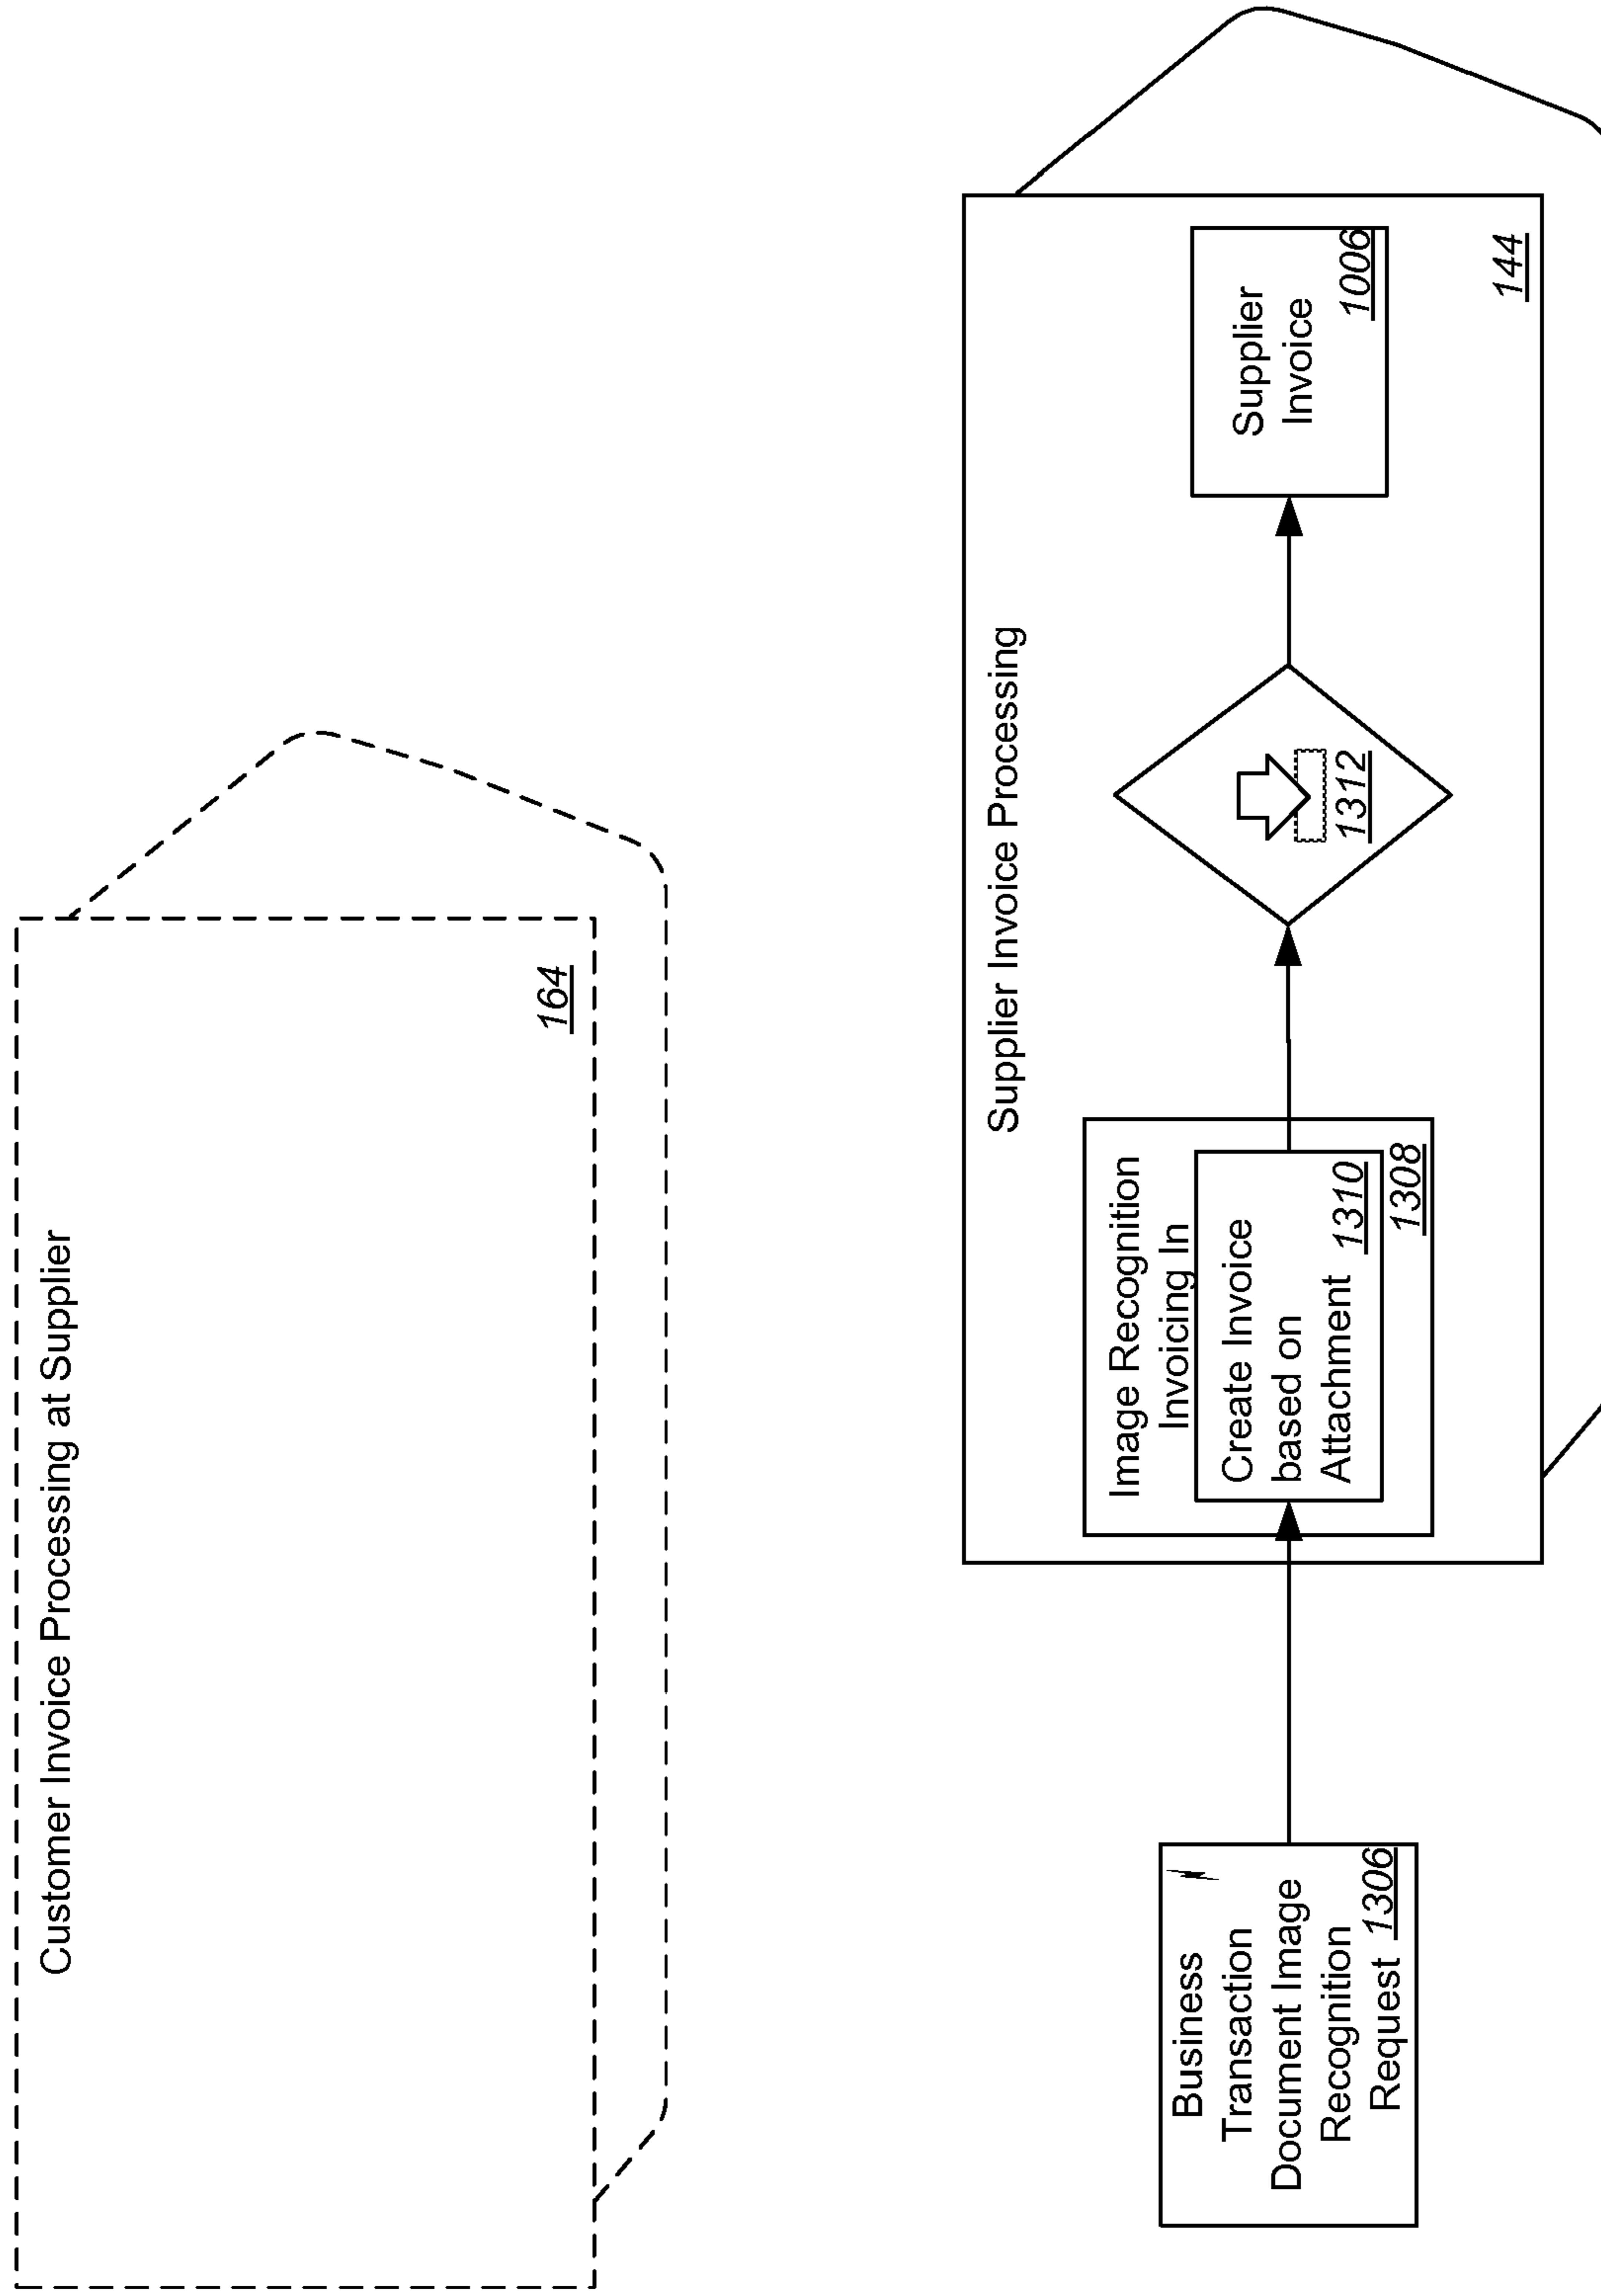 Customer Invoice Processing at Supplier
164
Business
Transaction
Document Image
Recognition
Request
1306
Supplier Invoice Processing
Image Recognition
Invoicing In
Create Invoice
based on
Attachment
1310
1308
1312
Supplier
Invoice
1006
144